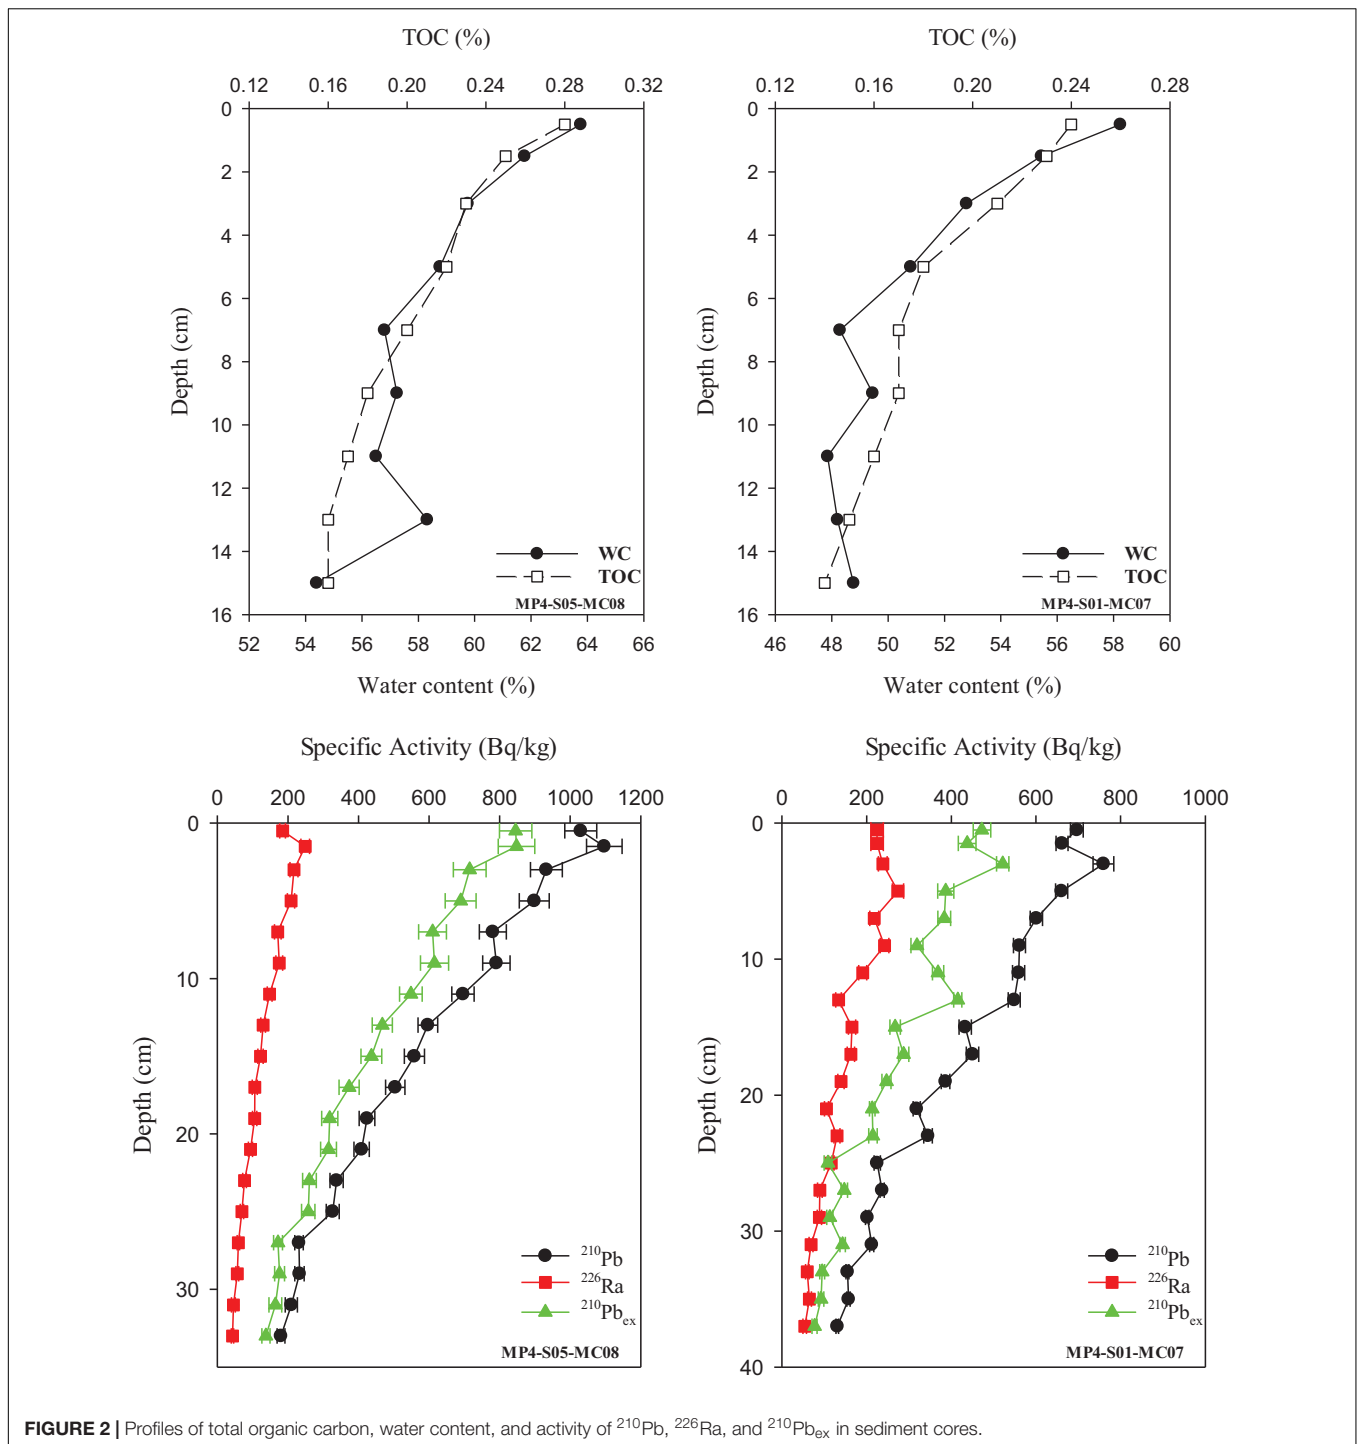 TOC (%)
0.12 0.16 0.20 0.24 0.28 0.32
0
2
4
6
8
10
12
14
16
Depth (cm)
WC
TOC
MP4-S05-MC08
52 54 56 58 60 62 64 66
Water content (%)
TOC (%)
0.12 0.16 0.20 0.24 0.28
0
2
4
6
8
10
12
14
16
Depth (cm)
WC
TOC
MP4-S01-MC07
46 48 50 52 54 56 58 60
Water content (%)
Specific Activity (Bq/kg)
0 200 400 600 800 1000 1200
0
10
20
30
Depth (cm)
²¹⁰Pb
²²⁶Ra
²¹⁰Pbₑₓ
MP4-S05-MC08
Specific Activity (Bq/kg)
0 200 400 600 800 1000
0
10
20
30
40
Depth (cm)
²¹⁰Pb
²²⁶Ra
²¹⁰Pbₑₓ
MP4-S01-MC07
FIGURE 2 | Profiles of total organic carbon, water content, and activity of ²¹⁰Pb, ²²⁶Ra, and ²¹⁰Pbₑₓ in sediment cores.